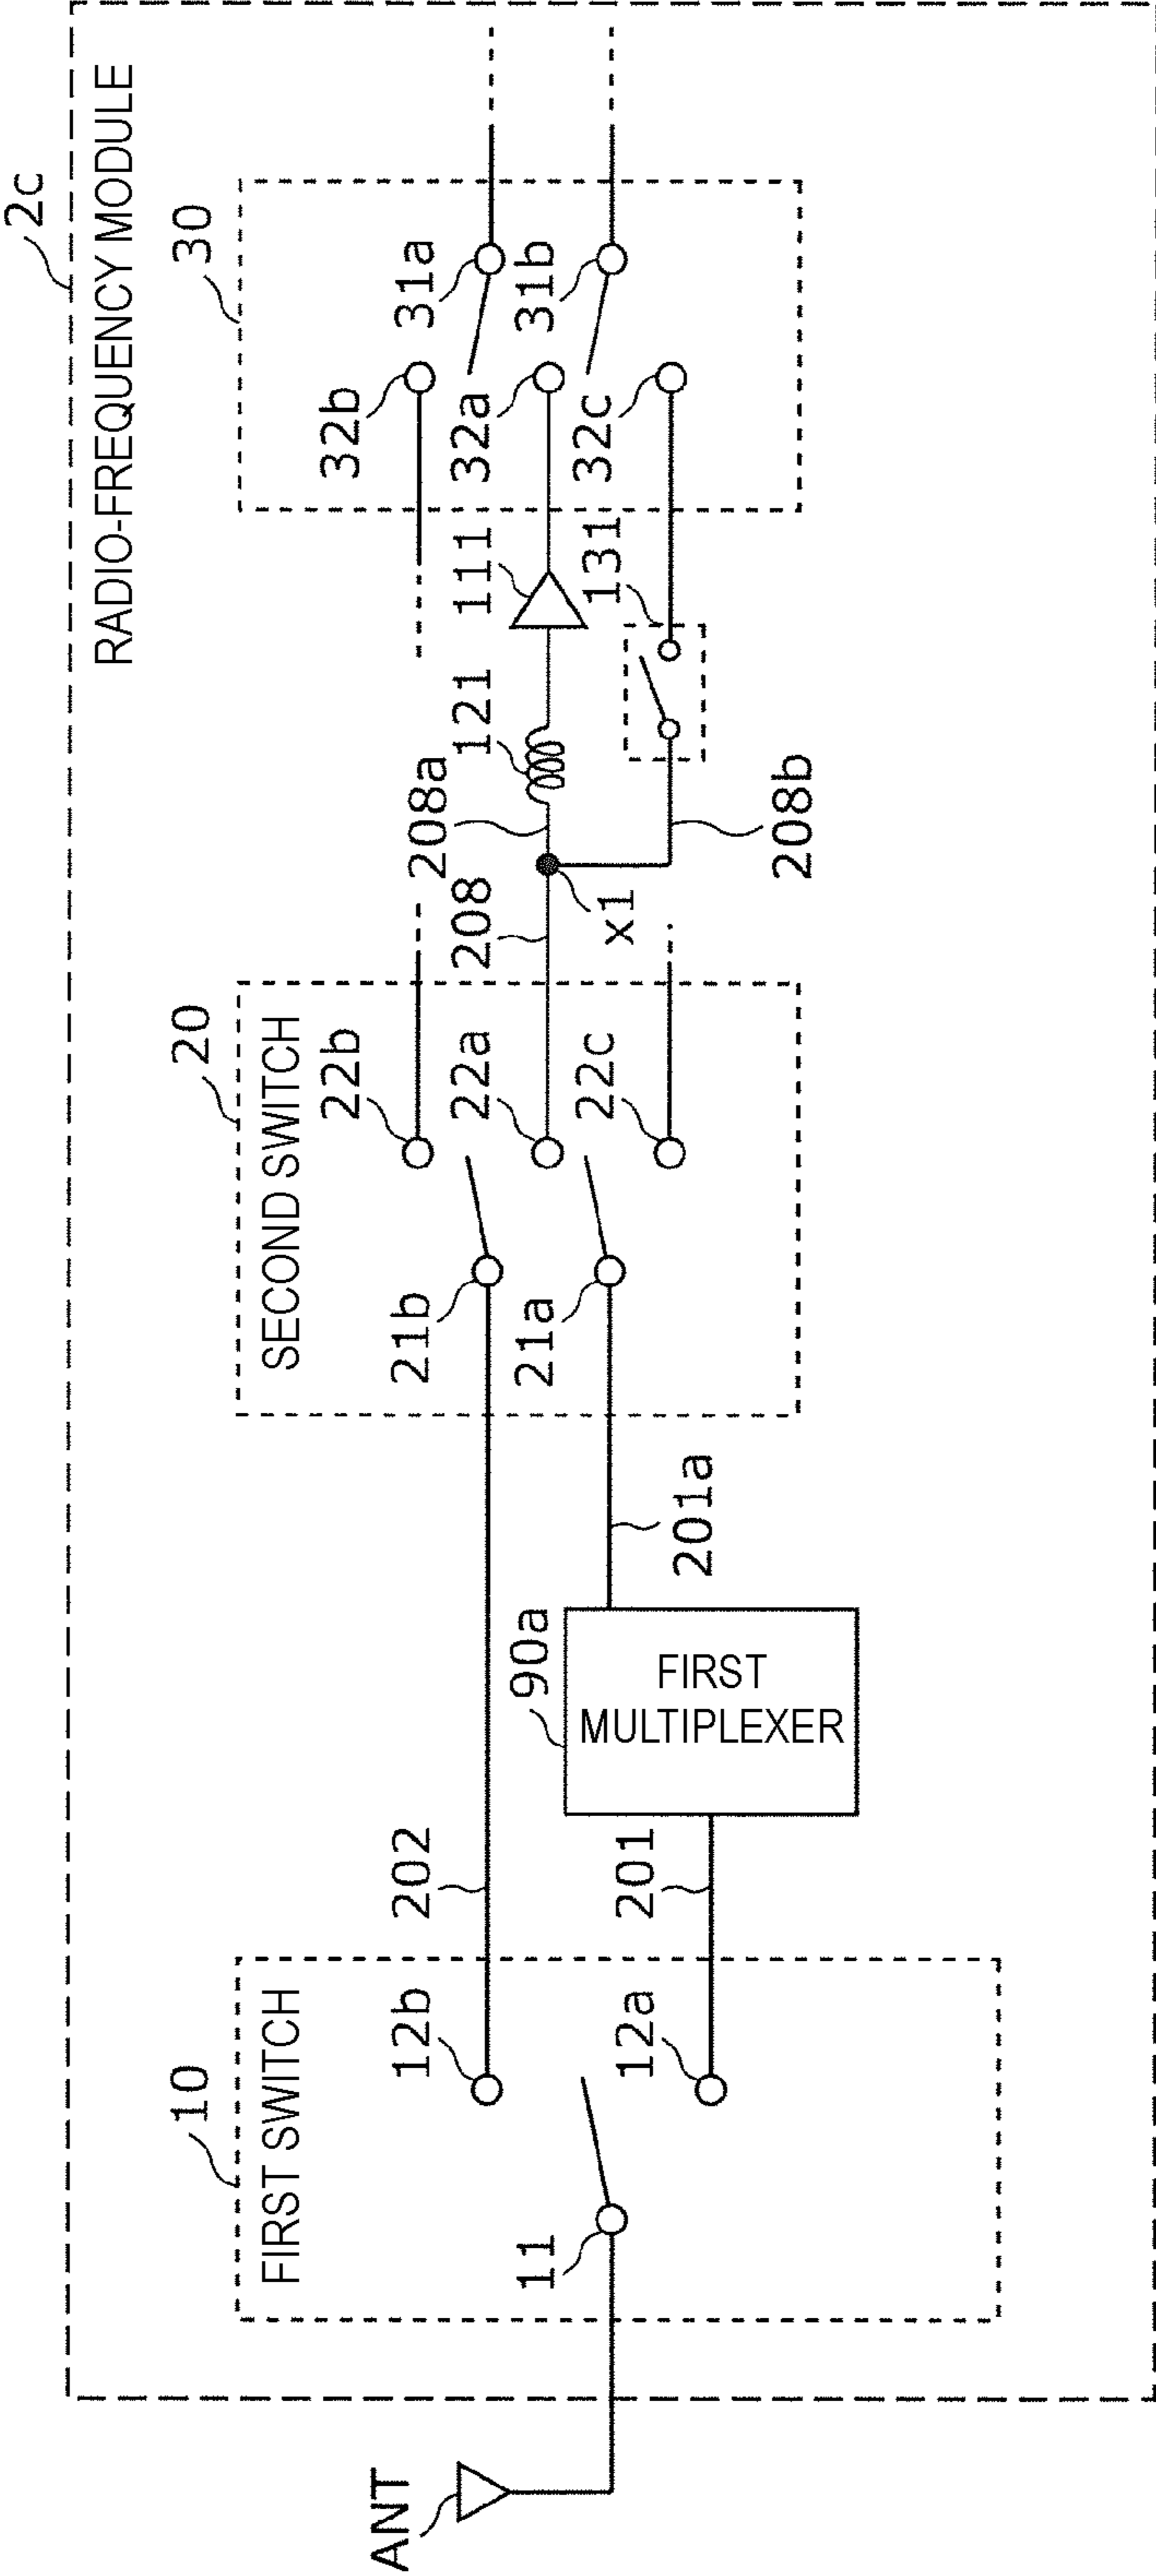 2c
RADIO-FREQUENCY MODULE
10
FIRST SWITCH
20
SECOND SWITCH
30
12b
202
21b
22b
208
208a
121
111
32b
32a
31a
ANT
11
12a
201
90a
FIRST
MULTIPLEXER
201a
21a
22a
22c
x1
208b
131
32c
31b